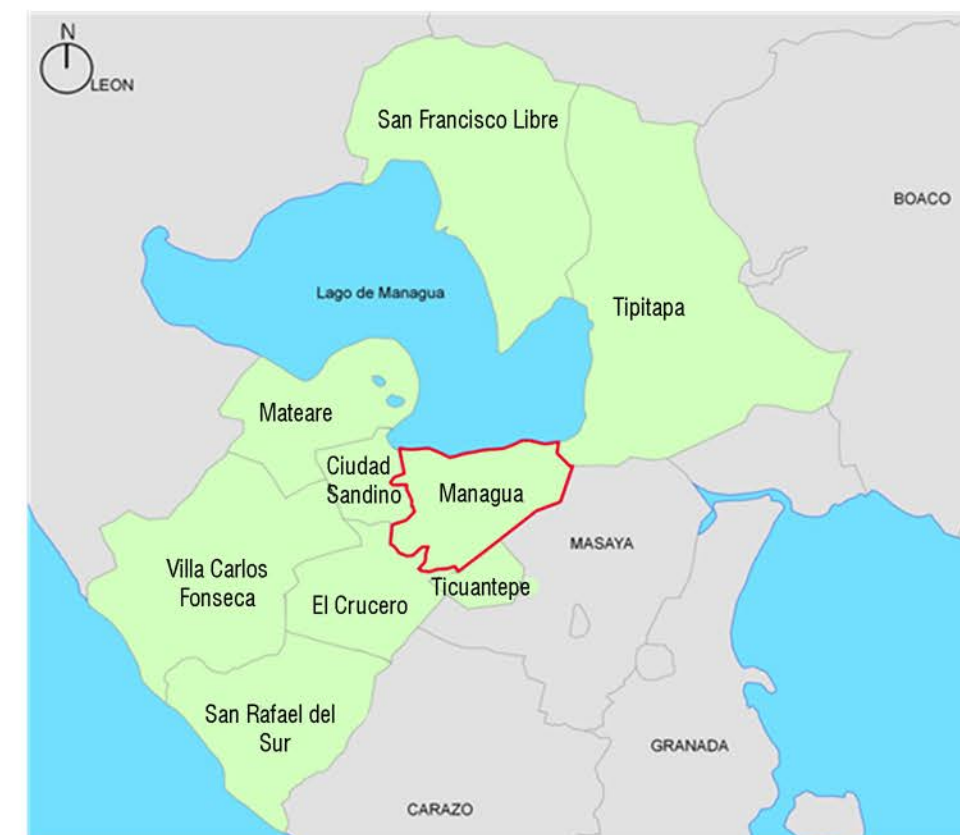 N
LEON
San Francisco Libre
BOACO
Lago de Managua
Tipitapa
Mateare
Ciudad
Sandino
Managua
MASAYA
Villa Carlos
Fonseca
El Crucero
Ticuantepe
San Rafael del
Sur
GRANADA
CARAZO